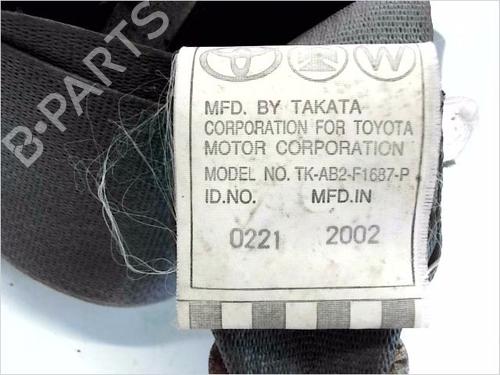 B-PARTS
W
MFD. BY TAKATA
CORPORATION FOR TOYOTA
MOTOR CORPORATION
MODEL NO. TK-AB2-F1687-P
ID.NO. MFD.IN
0221 2002